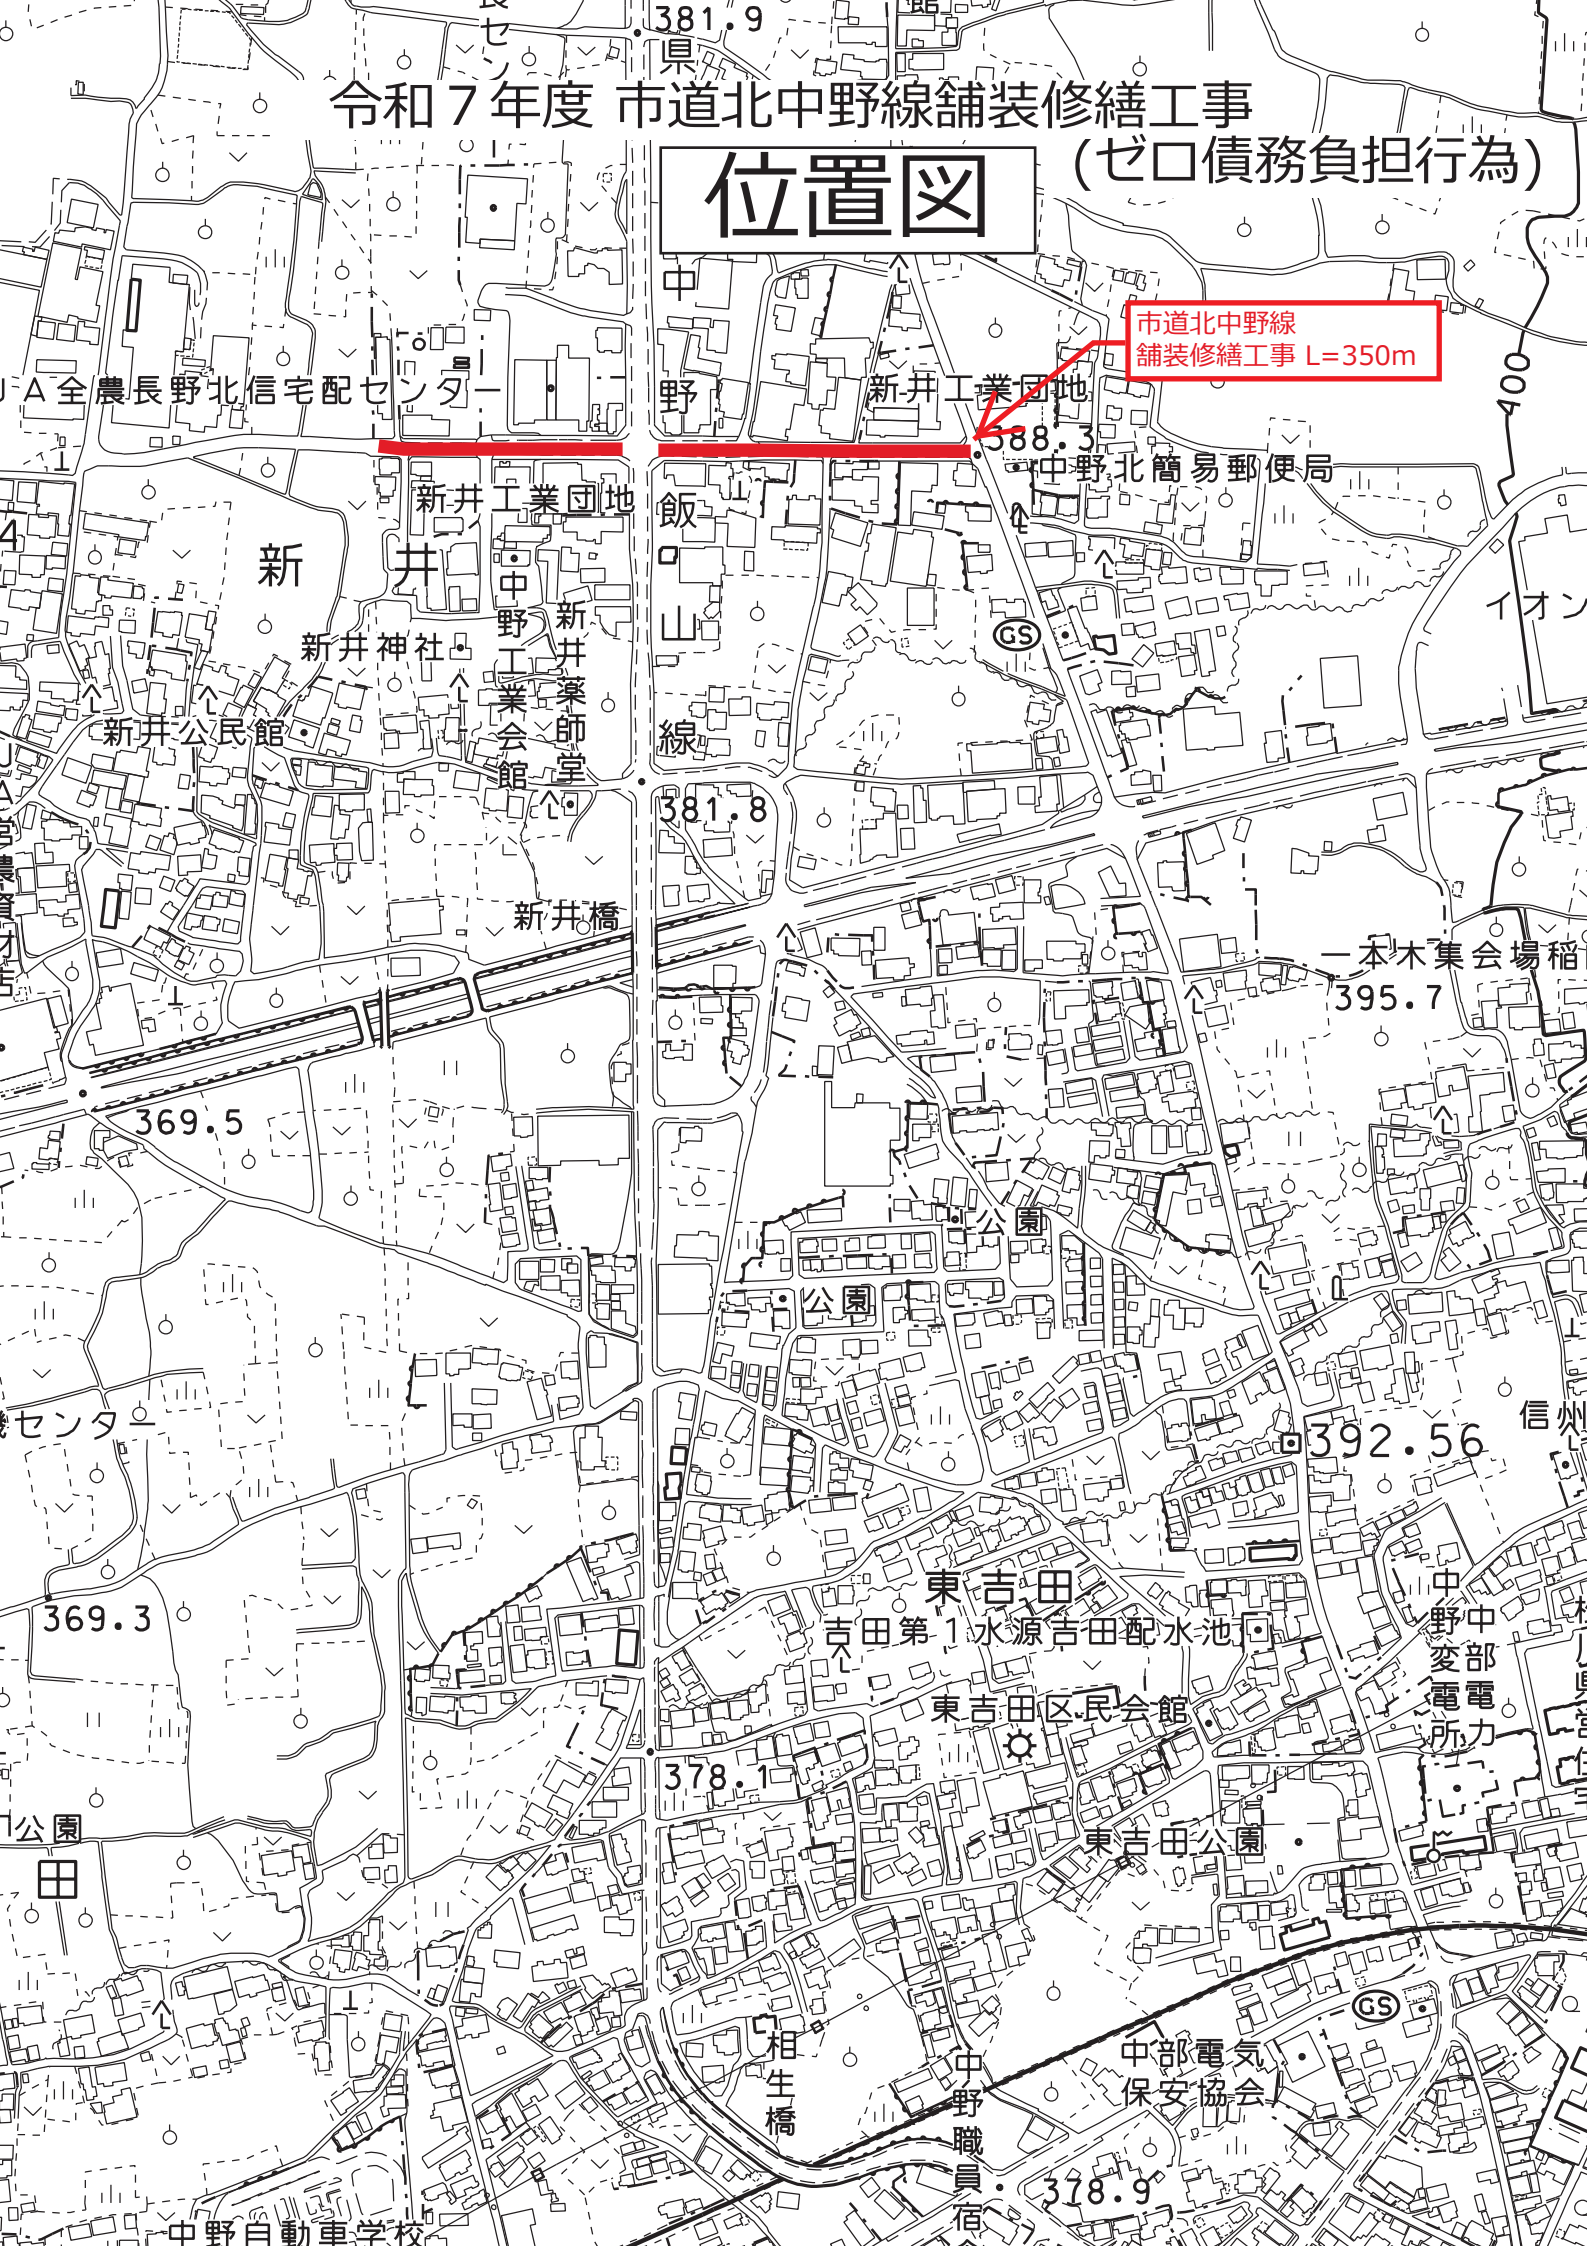 381.9
県
令和7年度 市道北中野線舗装修繕工事
(ゼロ債務負担行為)
位置図
中
市道北中野線
舗装修繕工事 L=350m
400
JA全農長野北信宅配センター
野
新井工業団地
388.3
中野北簡易郵便局
新井工業団地
飯
新井
中野工業会館
新井薬師堂
イオン
山
新井神社
GS
新井公民館
線
381.8
新井橋
一本木集会場
395.7
369.5
公園
公園
センター
信州
392.56
東吉田
369.3
吉田第1水源吉田配水池
中野変電所
中部電力
東吉田区民会館
378.1
公園
東吉田公園
田
GS
相生橋
中部電気
保安協会
中野職員宿
378.9
中野自動車学校